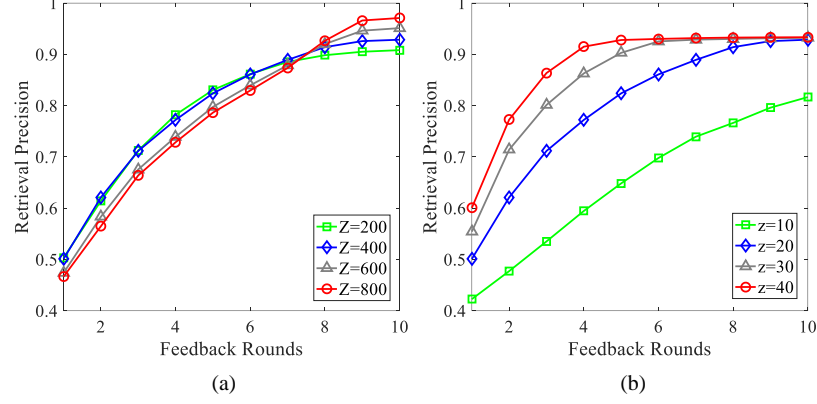 1
0.9
0.8
0.7
0.6
0.5
0.4
Retrieval Precision
2
4
6
8
10
Feedback Rounds
Z=200
Z=400
Z=600
Z=800
(a)
1
0.9
0.8
0.7
0.6
0.5
0.4
Retrieval Precision
2
4
6
8
10
Feedback Rounds
z=10
z=20
z=30
z=40
(b)